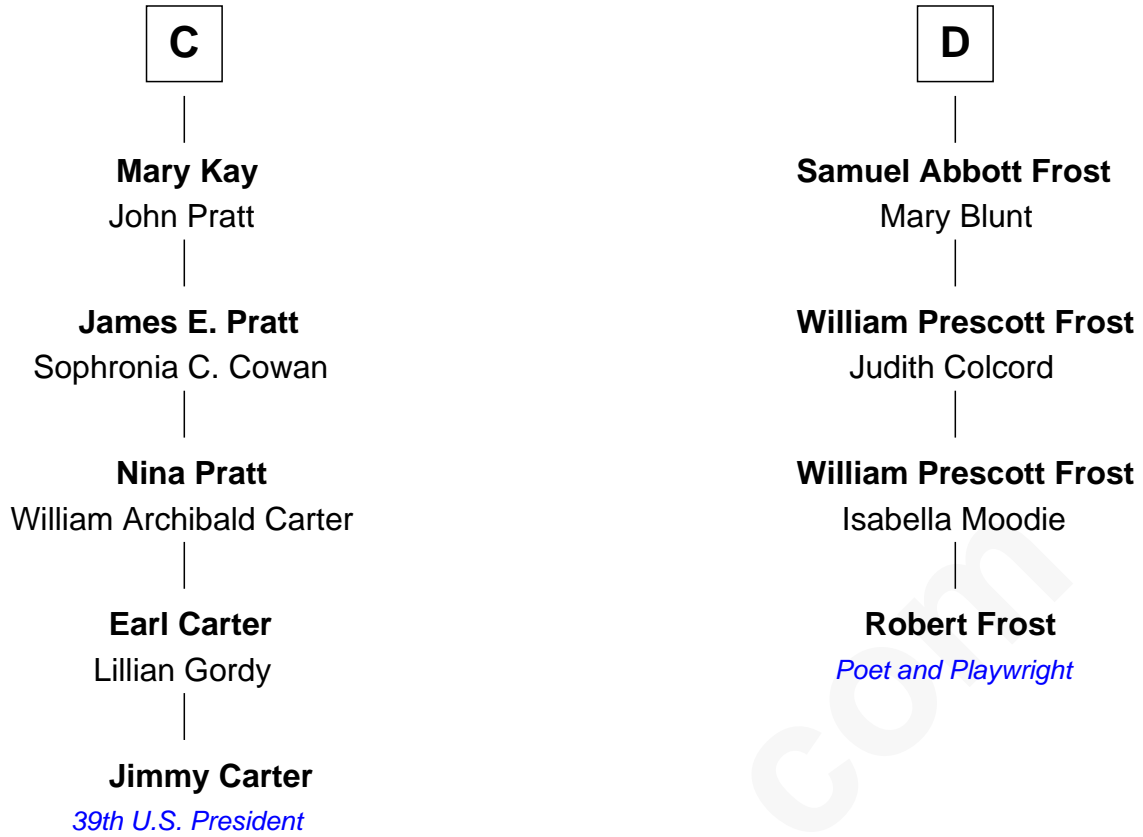 C
Mary Kay
John Pratt
James E. Pratt
Sophronia C. Cowan
Nina Pratt
William Archibald Carter
Earl Carter
Lillian Gordy
Jimmy Carter
39th U.S. President
D
Samuel Abbott Frost
Mary Blunt
William Prescott Frost
Judith Colcord
William Prescott Frost
Isabella Moodie
Robert Frost
Poet and Playwright
com